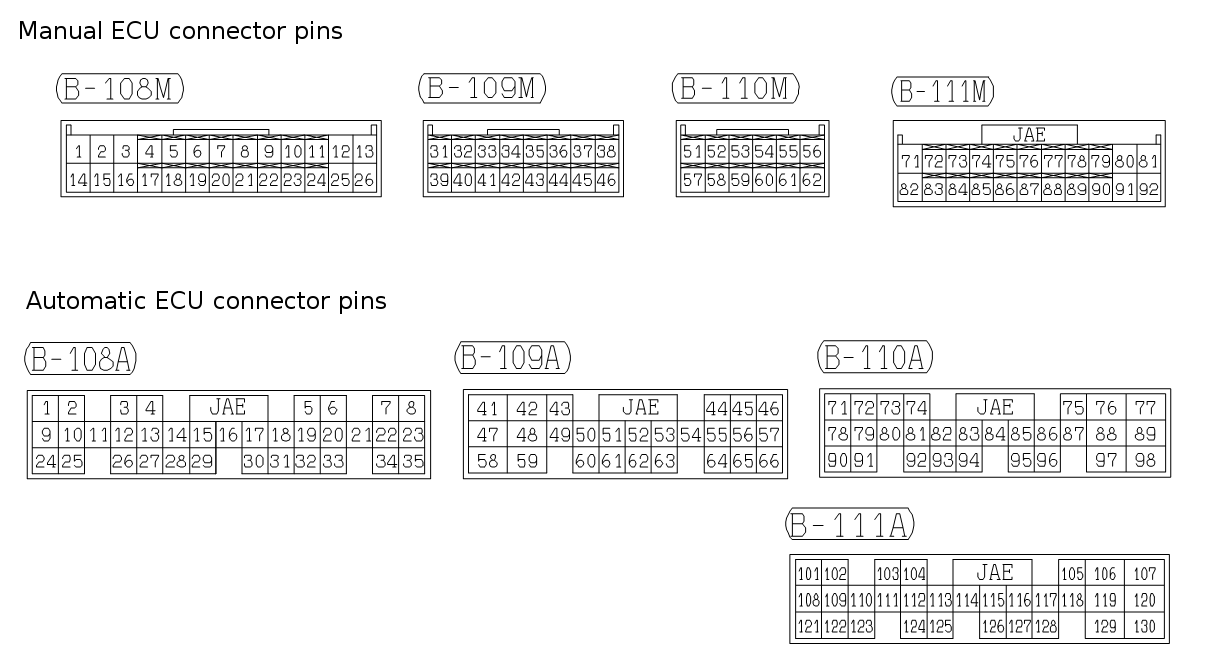 Manual ECU connector pins
B-108M B-109M B-110M B-111M
JAE
1 2 3 4 5 6 7 8 9 10 11 12 13 31 32 33 34 35 36 37 38 51 52 53 54 55 56 71 72 73 74 75 76 77 78 79 80 81
14 15 16 17 18 19 20 21 22 23 24 25 26 39 40 41 42 43 44 45 46 57 58 59 60 61 62 82 83 84 85 86 87 88 89 90 91 92
Automatic ECU connector pins
B-108A B-109A B-110A
1 2 3 4 JAE 5 6 7 8 41 42 43 JAE 44 45 46 71 72 73 74 JAE 75 76 77
9 10 11 12 13 14 15 16 17 18 19 20 21 22 23 47 48 49 50 51 52 53 54 55 56 57 78 79 80 81 82 83 84 85 86 87 88 89
24 25 26 27 28 29 30 31 32 33 34 35 58 59 60 61 62 63 64 65 66 90 91 92 93 94 95 96 97 98
B-111A
101 102 103 104 JAE 105 106 107
108 109 110 111 112 113 114 115 116 117 118 119 120
121 122 123 124 125 126 127 128 129 130